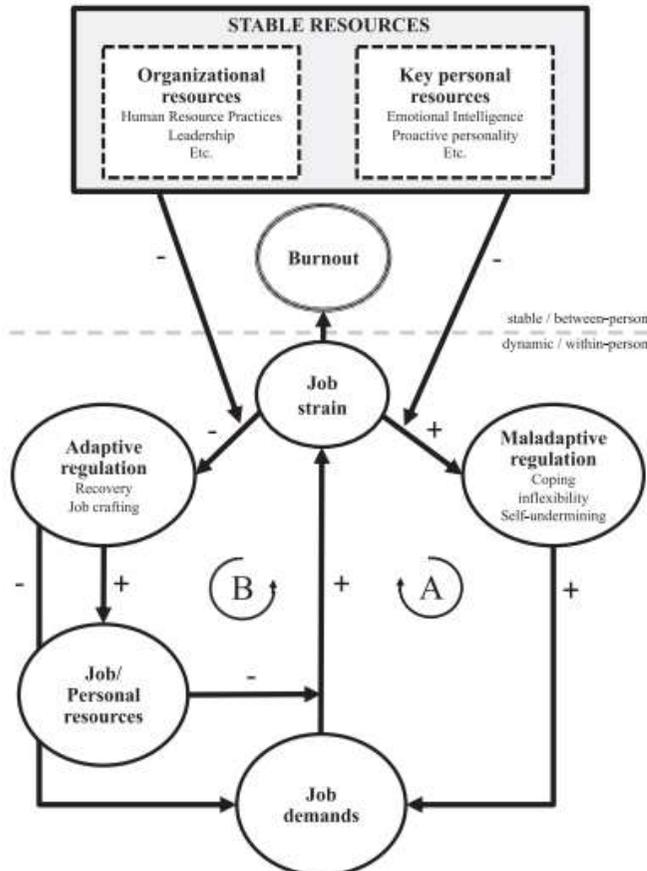 STABLE RESOURCES
Organizational
resources
Human Resource Practices
Leadership
Etc.
Key personal
resources
Emotional Intelligence
Proactive personality
Etc.
-
-
Burnout
stable / between-person
dynamic / within-person
Job
strain
-
+
Adaptive
regulation
Recovery
Job crafting
Maladaptive
regulation
Coping
inflexibility
Self-undermining
-
+
B
+
A
+
Job/
Personal
resources
-
Job
demands